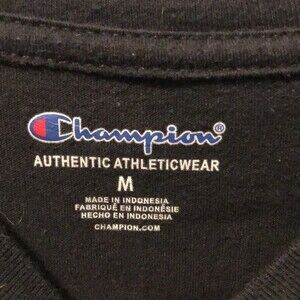 Champion®
AUTHENTIC ATHLETICWEAR
M
MADE IN INDONESIA
FABRIQUÉ EN INDONÉSIE
HECHO EN INDONESIA
CHAMPION.COM